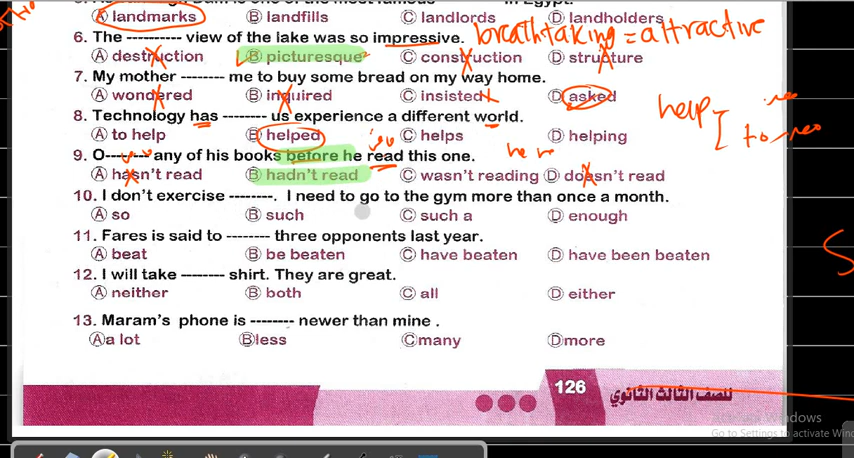 Ⓐ landmarks Ⓑ landfills Ⓒ landlords Ⓓ landholders
6. The ---------- view of the lake was so impressive. breathtaking = attractive
Ⓐ destruction Ⓑ picturesque Ⓒ construction Ⓓ structure
7. My mother -------- me to buy some bread on my way home.
Ⓐ wondered Ⓑ inquired Ⓒ insisted Ⓓ asked
8. Technology has -------- us experience a different world.
help
Ⓐ to help Ⓑ helped Ⓒ helps Ⓓ helping
9. O-------- any of his books before he read this one.
Ⓐ hasn't read Ⓑ hadn't read Ⓒ wasn't reading Ⓓ doesn't read
10. I don't exercise --------. I need to go to the gym more than once a month.
Ⓐ so Ⓑ such Ⓒ such a Ⓓ enough
11. Fares is said to -------- three opponents last year.
Ⓐ beat Ⓑ be beaten Ⓒ have beaten Ⓓ have been beaten
12. I will take -------- shirt. They are great.
Ⓐ neither Ⓑ both Ⓒ all Ⓓ either
13. Maram's phone is -------- newer than mine .
Ⓐa lot Ⓑless Ⓒmany Ⓓmore
126
للصف الثالث الثانوي
Go to Settings to activate Win